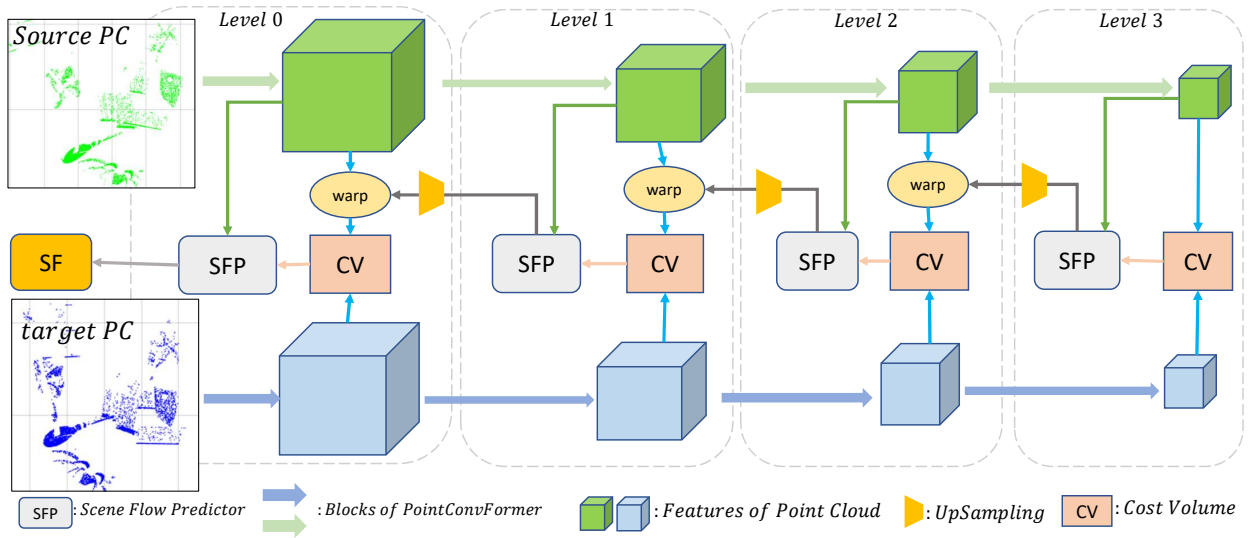 Level 0
Level 1
Level 2
Level 3
Source PC
warp
warp
warp
SF
SFP
CV
SFP
CV
SFP
CV
SFP
CV
target PC
SFP : Scene Flow Predictor
: Blocks of PointConvFormer
: Features of Point Cloud
: UpSampling
CV : Cost Volume